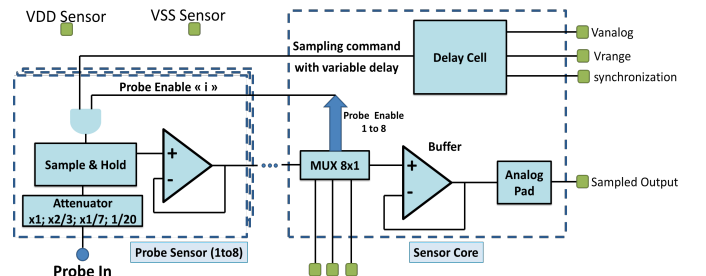 VDD Sensor
VSS Sensor
Sampling command
with variable delay
Delay Cell
Vanalog
Vrange
synchronization
Probe Enable « i »
Probe Enable
1 to 8
Sample & Hold
+
-
MUX 8x1
Buffer
+
-
Analog
Pad
Sampled Output
Attenuator
x1; x2/3; x1/7; 1/20
Probe Sensor (1to8)
Sensor Core
Probe In